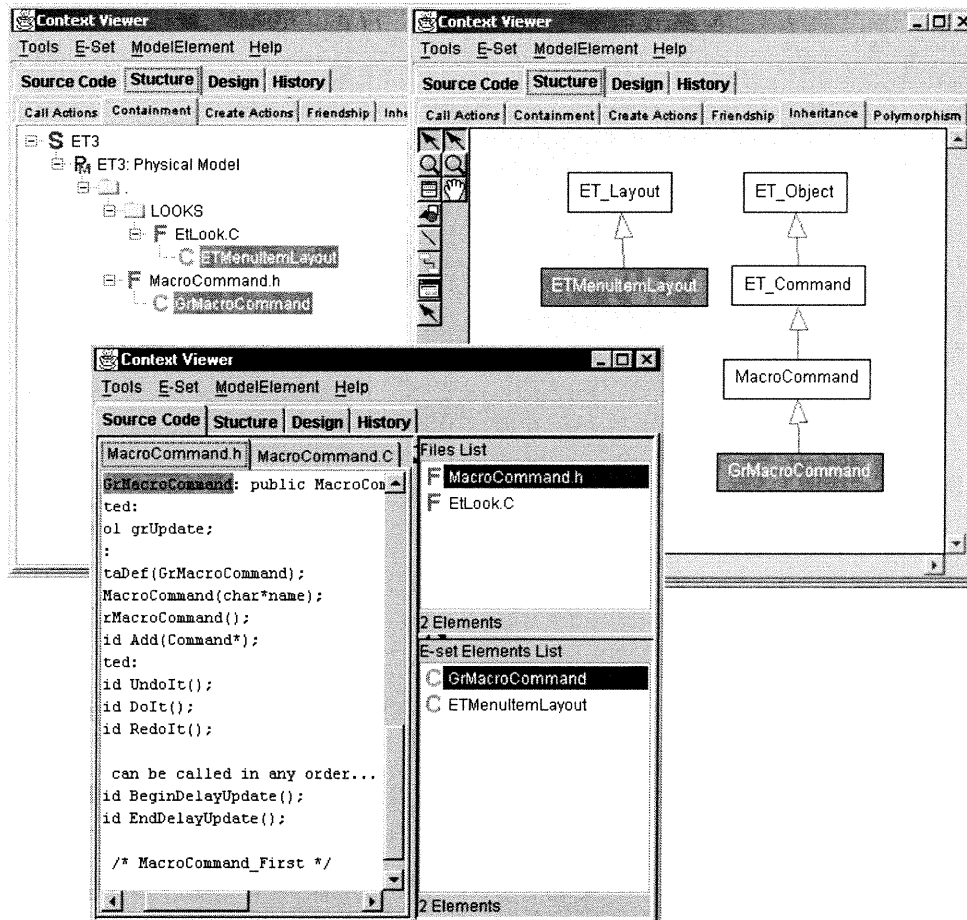 Context Viewer
Tools E-Set ModelElement Help
Source Code Stucture Design History
Call Actions Containment Create Actions Friendship Inhe
S ET3
PM ET3: Physical Model
.
LOOKS
F EtLook.C
C ETMenuItemLayout
F MacroCommand.h
C GrMacroCommand
Context Viewer
Tools E-Set ModelElement Help
Source Code Stucture Design History
Call Actions Containment Create Actions Friendship Inheritance Polymorphism
ET_Layout ET_Object
ETMenuItemLayout ET_Command
MacroCommand
GrMacroCommand
Context Viewer
Tools E-Set ModelElement Help
Source Code Stucture Design History
MacroCommand.h MacroCommand.C
GrMacroCommand: public MacroCom
ted:
ol grUpdate;
:
taDef(GrMacroCommand);
MacroCommand(char*name);
rMacroCommand();
id Add(Command*);
ted:
id UndoIt();
id DoIt();
id RedoIt();
can be called in any order...
id BeginDelayUpdate();
id EndDelayUpdate();
/* MacroCommand_First */
Files List
F MacroCommand.h
F EtLook.C
2 Elements
E-set Elements List
C GrMacroCommand
C ETMenuItemLayout
2 Elements